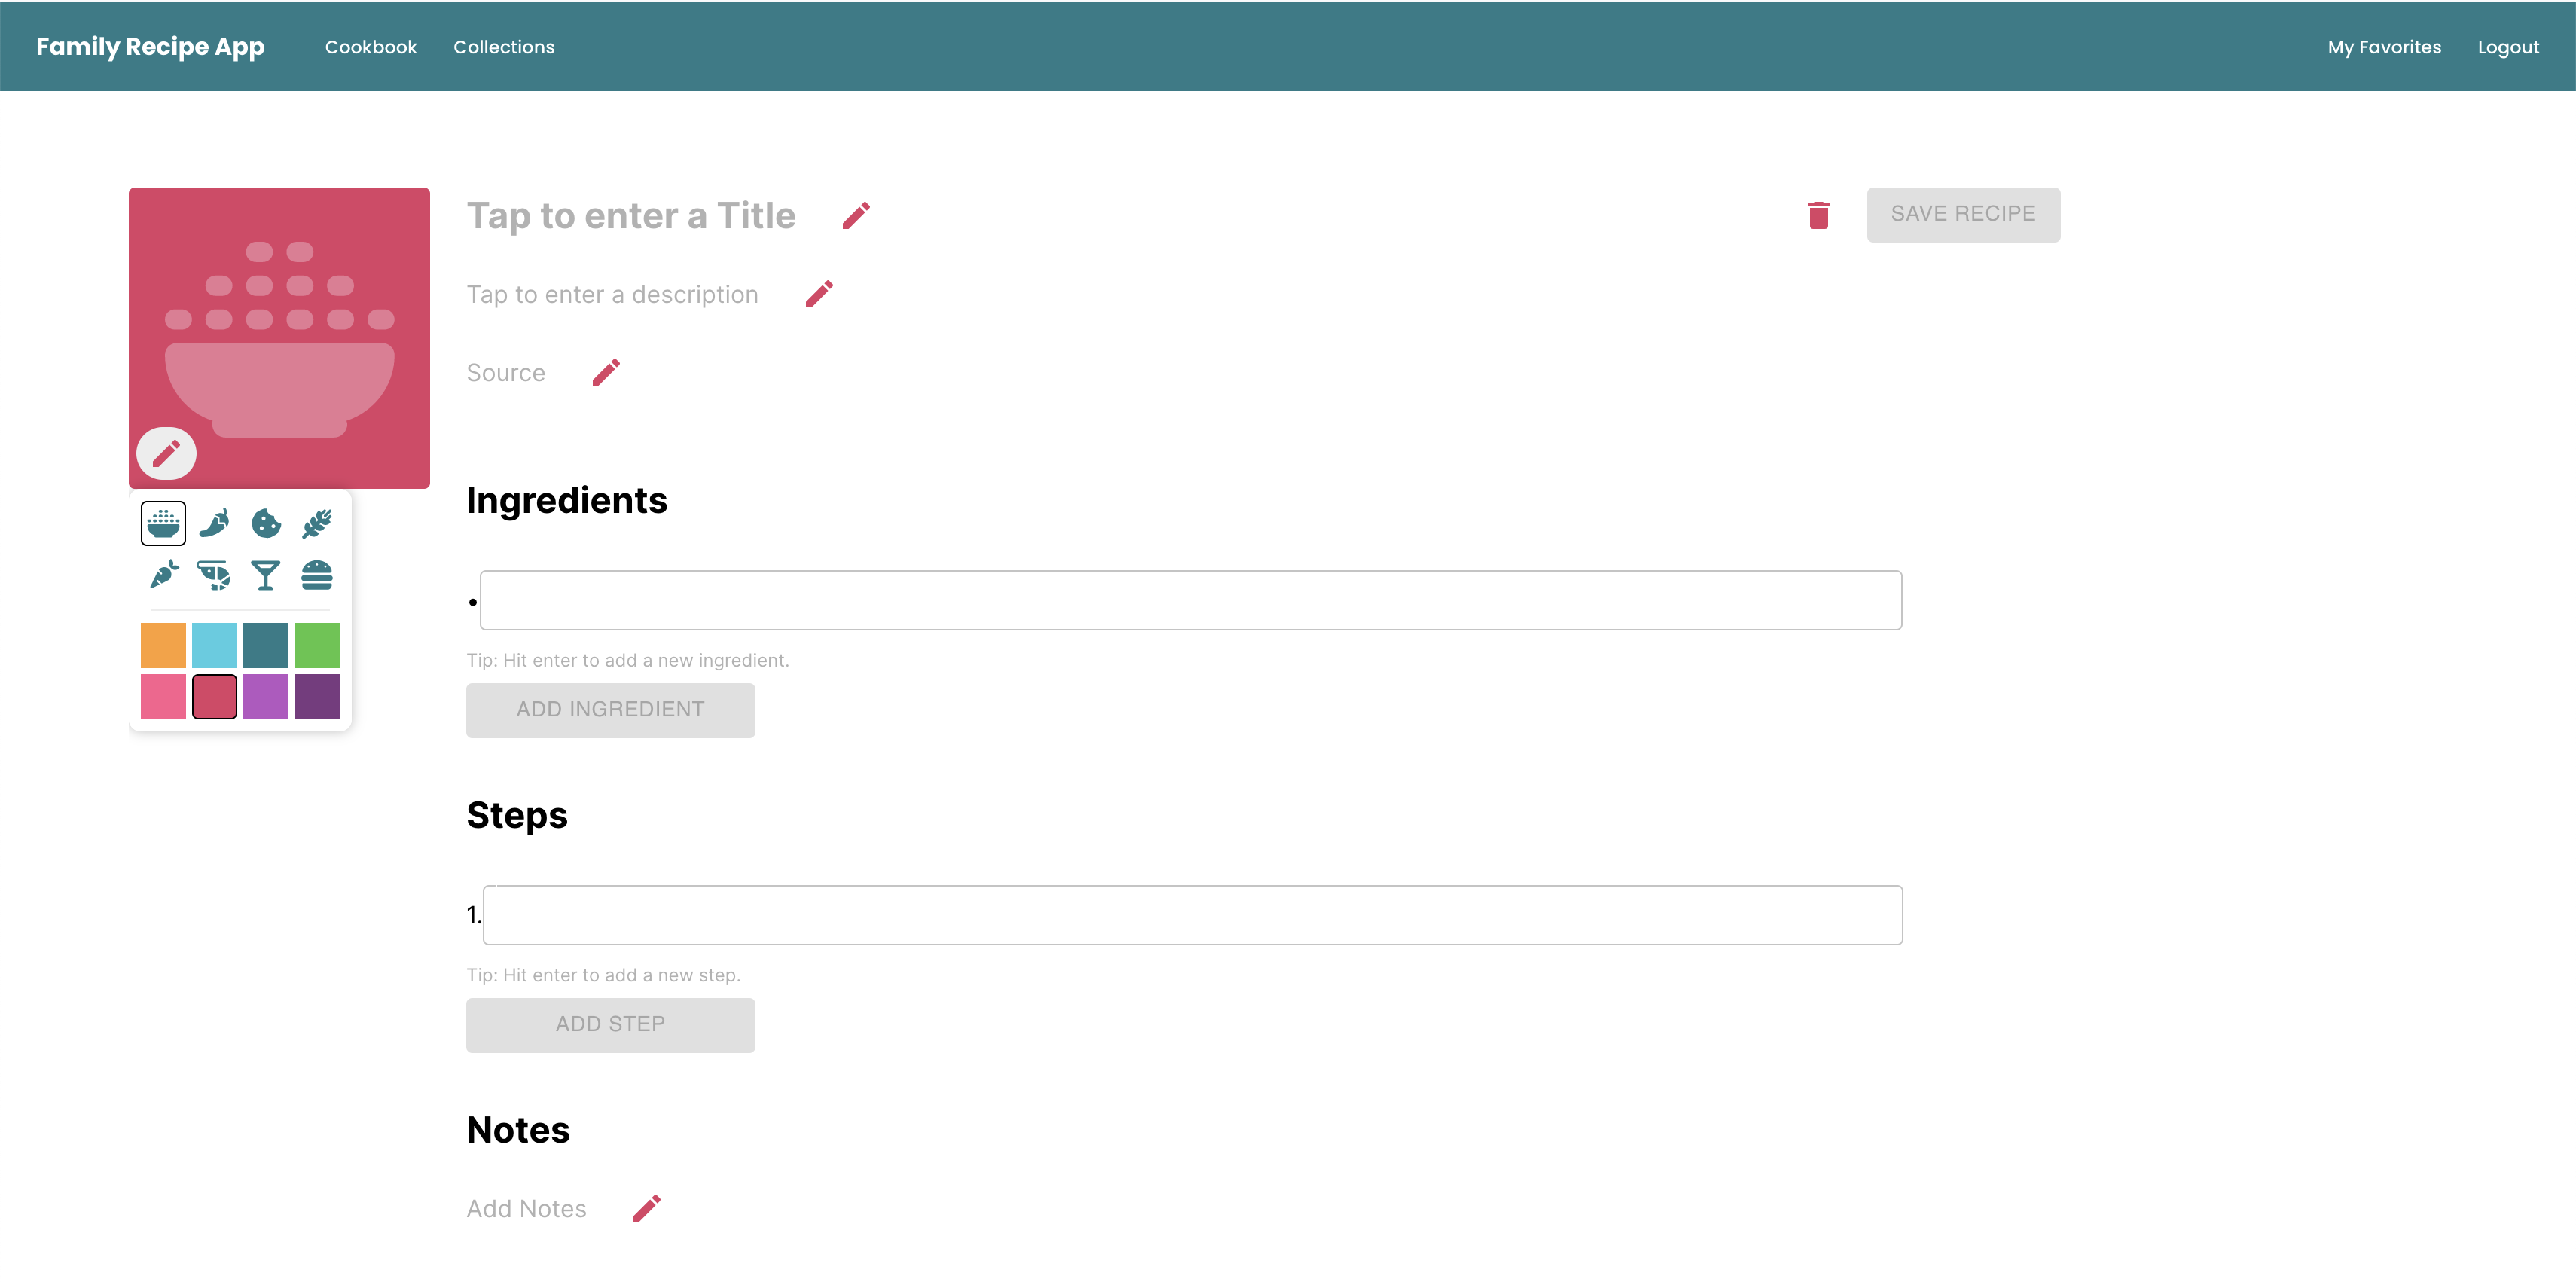 Family Recipe App Cookbook Collections My Favorites Logout
Tap to enter a Title
SAVE RECIPE
Tap to enter a description
Source
Ingredients
•
Tip: Hit enter to add a new ingredient.
ADD INGREDIENT
Steps
1.
Tip: Hit enter to add a new step.
ADD STEP
Notes
Add Notes